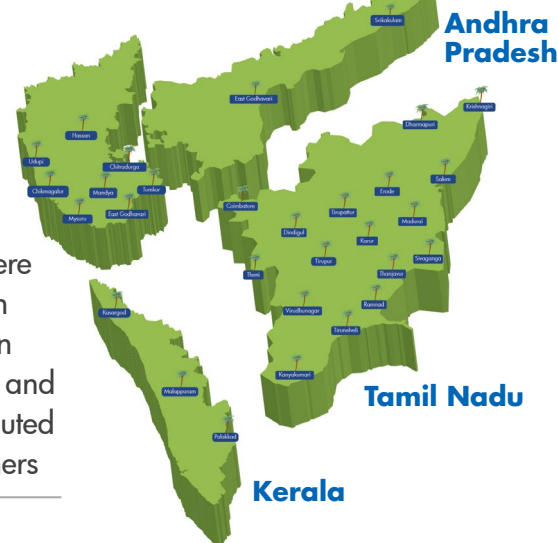 Andhra
Pradesh
Srikakulam
East Godhavari
Krishnagiri
Dharmapuri
Hassan
Udupi
Chitradurga
Chikmagalur
Mandya
Tumkur
Mysuru
East Godhavari
Coimbatore
Salem
Erode
Tirupattur
Madurai
Dindigul
Karur
Tirupur
Sivaganga
Theni
Thanjavur
Ramnad
Virudhunagar
Tirunelveli
Kanyakumari
Tamil Nadu
Kasargod
Malappuram
Palakkad
Kerala
ere
n
n
and
uted
ers